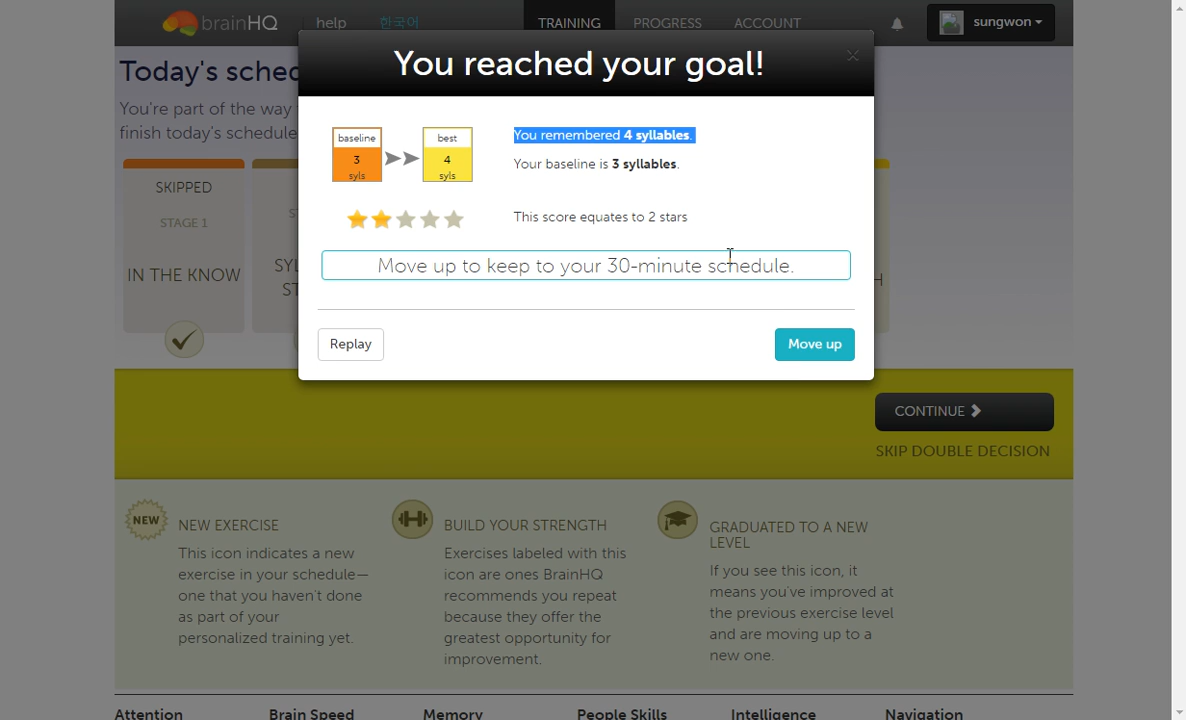 brainHQ
help
한국어
TRAINING
PROGRESS
ACCOUNT
sungwon
Today's sched
You're part of the way
finish today's schedule
You reached your goal!
×
baseline
3
syls
best
4
syls
You remembered 4 syllables.
Your baseline is 3 syllables.
This score equates to 2 stars
Move up to keep to your 30-minute schedule.
Replay
Move up
SKIPPED
STAGE 1
IN THE KNOW
CONTINUE
SKIP DOUBLE DECISION
NEW
NEW EXERCISE
This icon indicates a new
exercise in your schedule—
one that you haven't done
as part of your
personalized training yet.
BUILD YOUR STRENGTH
Exercises labeled with this
icon are ones BrainHQ
recommends you repeat
because they offer the
greatest opportunity for
improvement.
GRADUATED TO A NEW
LEVEL
If you see this icon, it
means you've improved at
the previous exercise level
and are moving up to a
new one.
Attention
Brain Speed
Memory
People Skills
Intelligence
Navigation